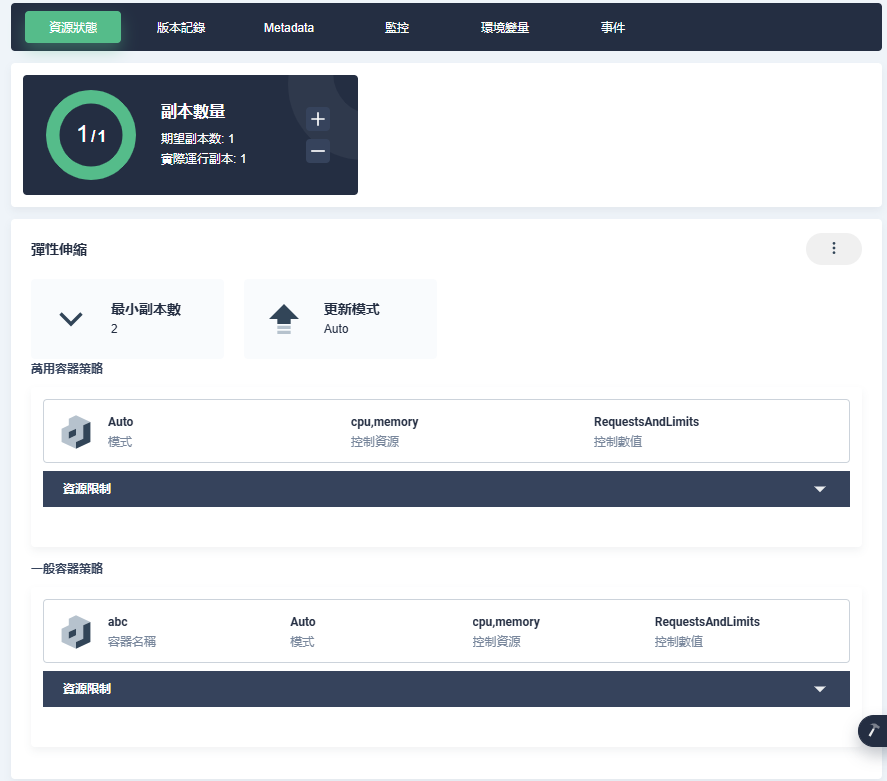 資源狀態 版本記錄 Metadata 監控 環境變量 事件
1/1
副本數量
期望副本数: 1
實際運行副本: 1
彈性伸縮
最小副本數
2
更新模式
Auto
萬用容器策略
Auto cpu,memory RequestsAndLimits
模式 控制資源 控制數值
資源限制
一般容器策略
abc Auto cpu,memory RequestsAndLimits
容器名稱 模式 控制資源 控制數值
資源限制